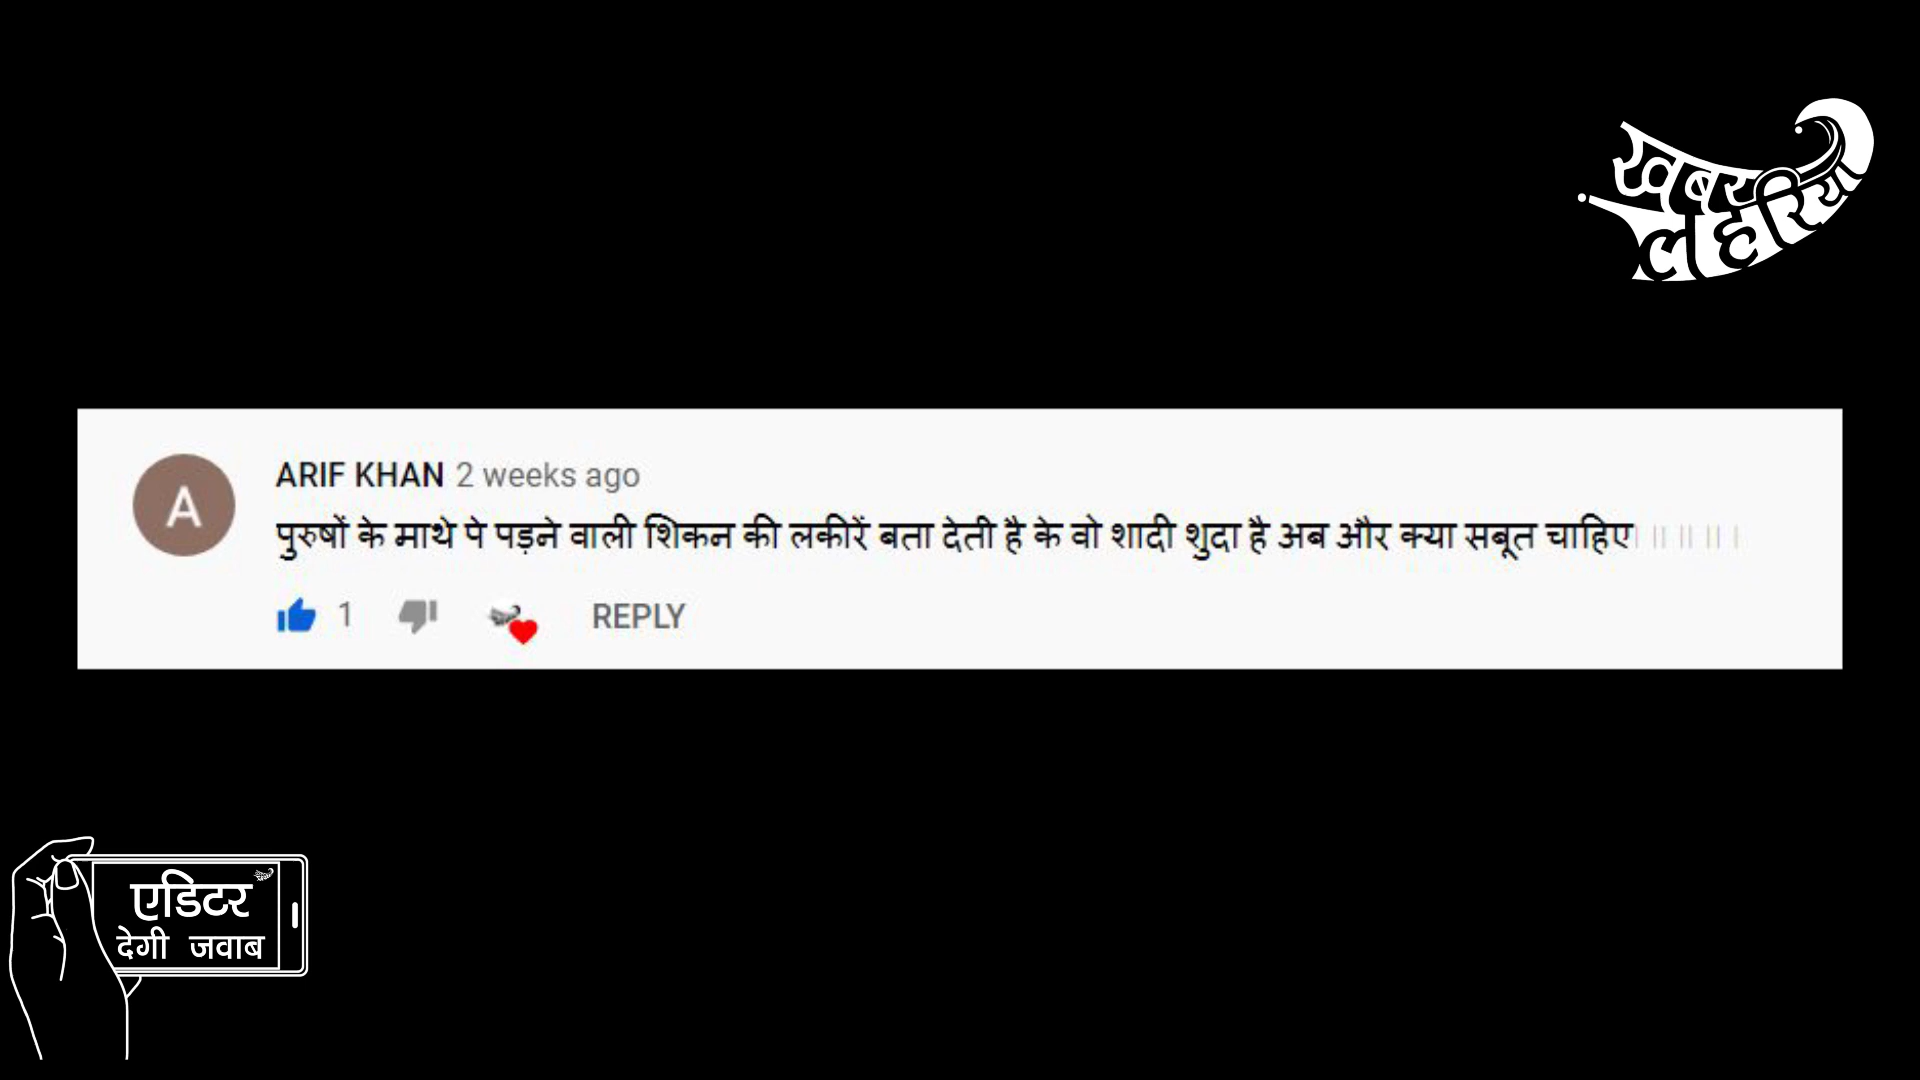 खबर
लहरिया
ARIF KHAN 2 weeks ago
पुरुषों के माथे पे पड़ने वाली शिकन की लकीरें बता देती है के वो शादी शुदा है अब और क्या सबूत चाहिए। ॥ ॥ ॥ ।
1 REPLY
A
एडिटर
देगी जवाब